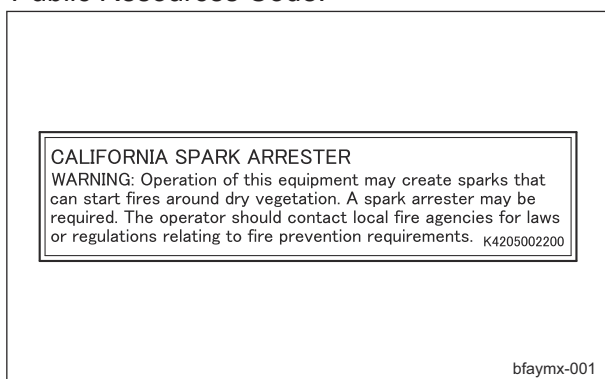 Public Resources Code.
CALIFORNIA SPARK ARRESTER
WARNING: Operation of this equipment may create sparks that
can start fires around dry vegetation. A spark arrester may be
required. The operator should contact local fire agencies for laws
or regulations relating to fire prevention requirements. K4205002200
bfaymx-001